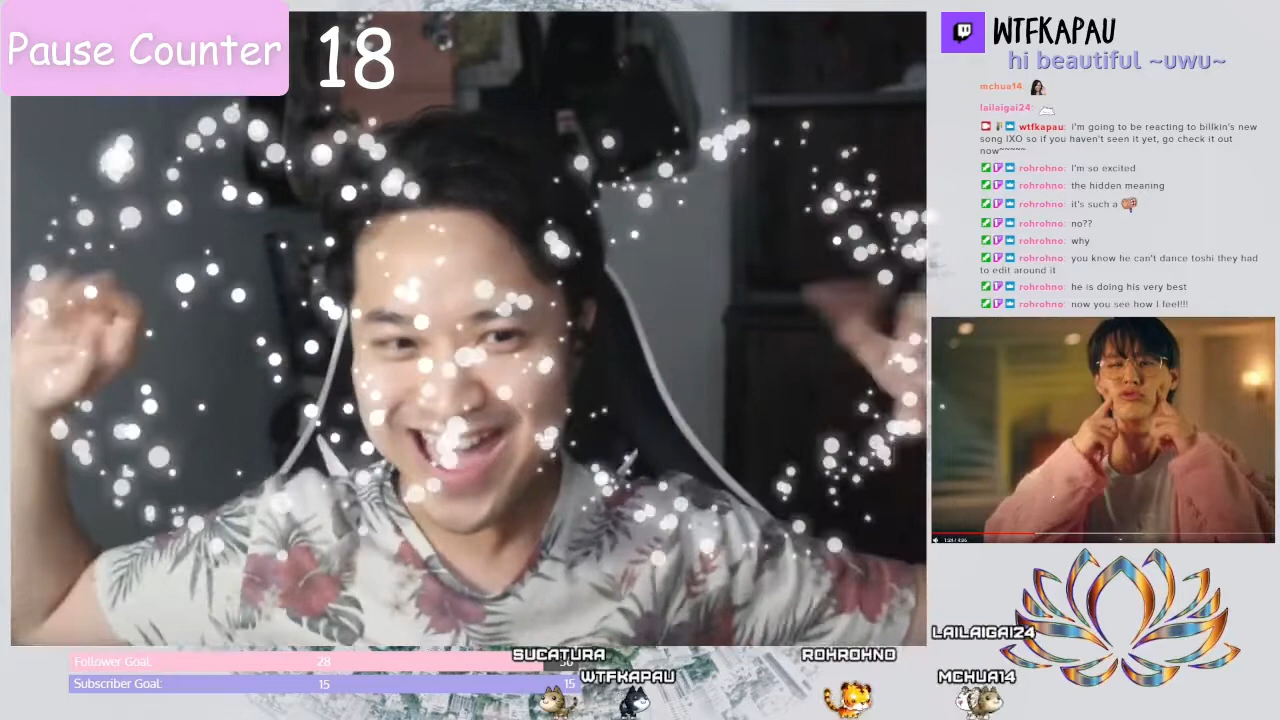 Pause Counter
18
WTFKAPAU
hi beautiful ~uwu~
mchua14:
lailaigai24:
wtfkapau: i'm going to be reacting to billkin's new
song IXO so if you haven't seen it yet, go check it out
now~~~~~
rohrohno: I'm so excited
rohrohno: the hidden meaning
rohrohno: it's such a
rohrohno: no??
rohrohno: why
rohrohno: you know he can't dance toshi they had
to edit around it
rohrohno: he is doing his very best
rohrohno: now you see how I feel!!!
Follower Goal: 28 30
Subscriber Goal: 15 15
SUCATURA
WTFKAPAU
ROHROHNO
LAILAIGAI24
MCHUA14